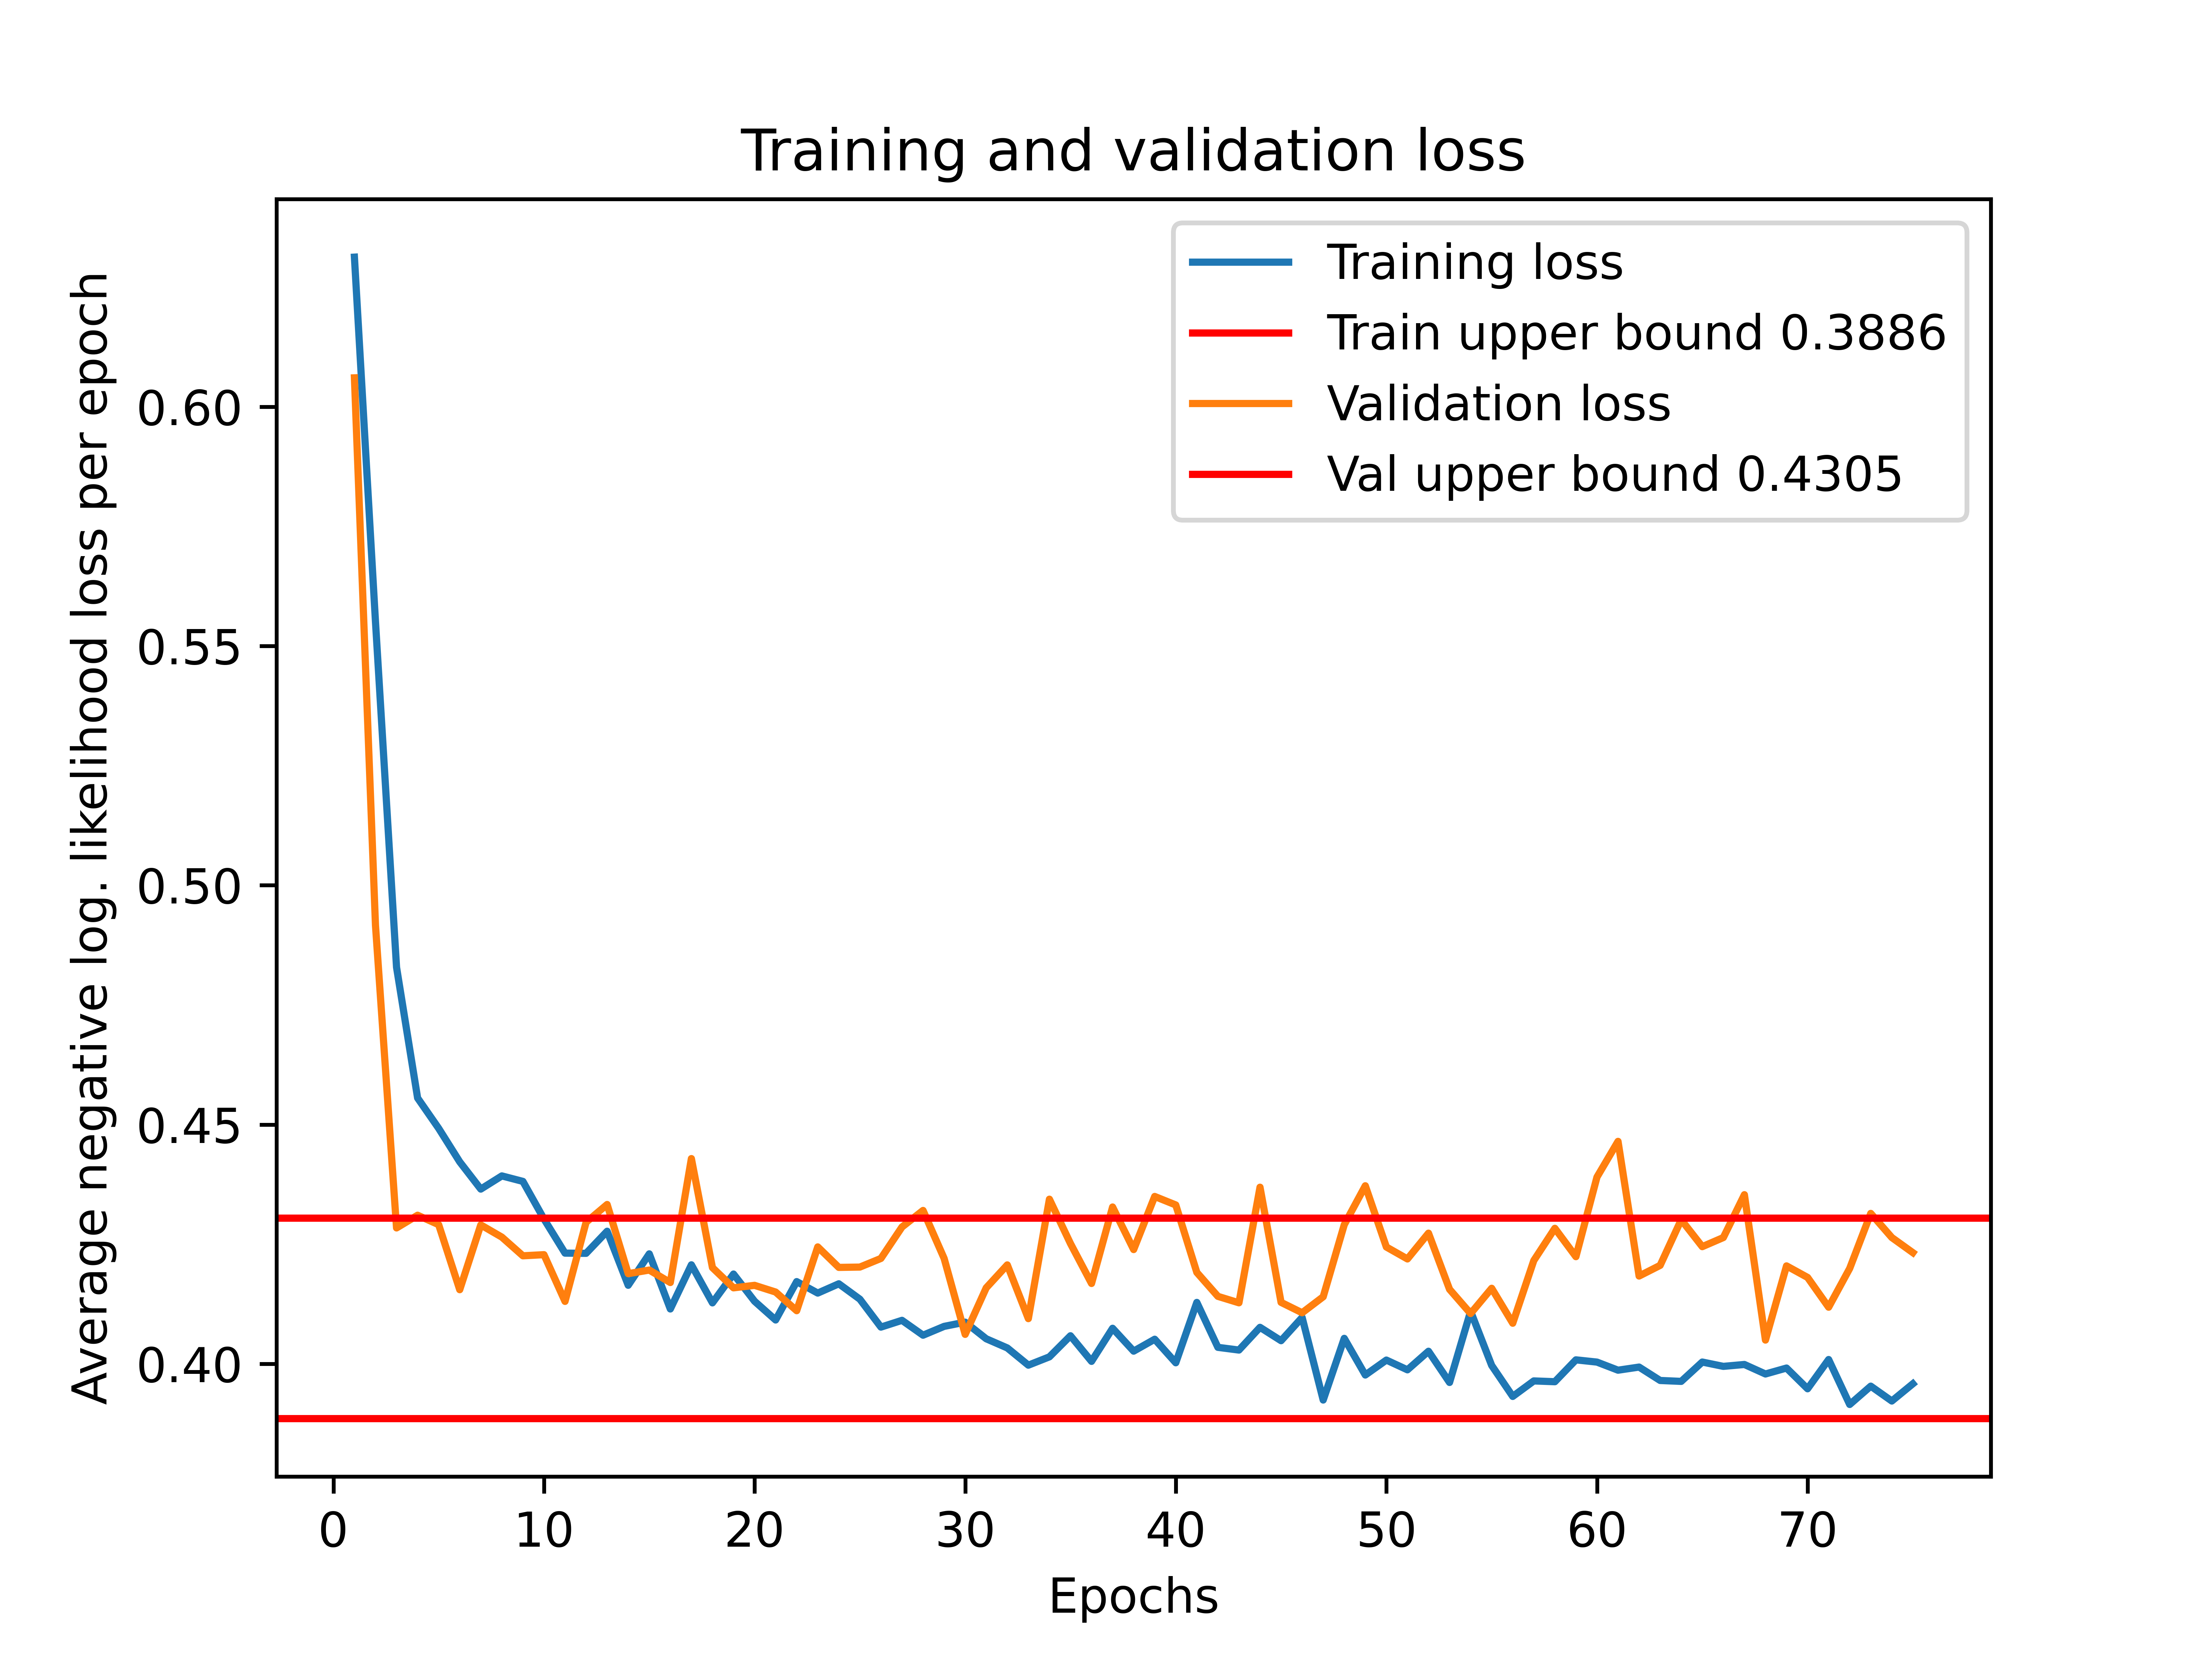 Training and validation loss
Training loss
Train upper bound 0.3886
Validation loss
Val upper bound 0.4305
Average negative log. likelihood loss per epoch
0.60
0.55
0.50
0.45
0.40
0 10 20 30 40 50 60 70
Epochs